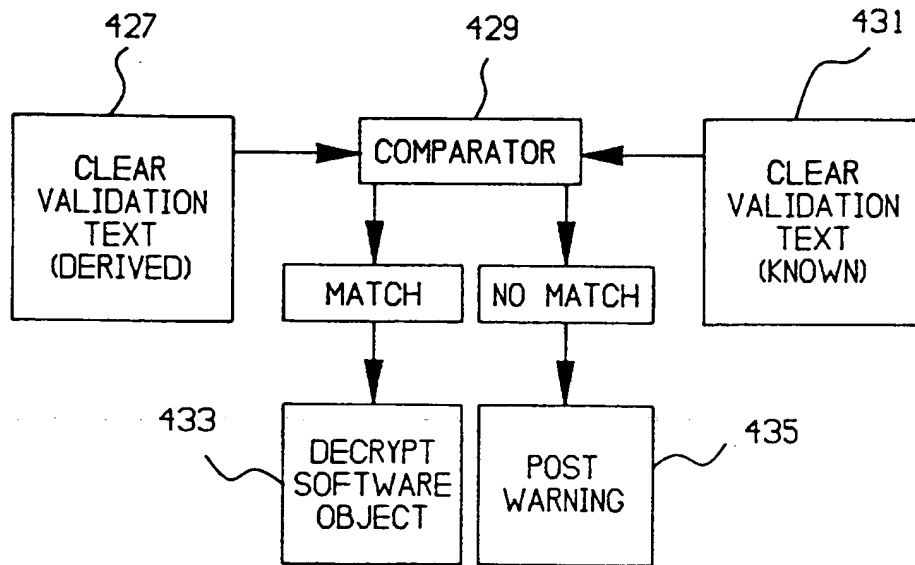 427
429
431
CLEAR
VALIDATION
TEXT
(DERIVED)
COMPARATOR
CLEAR
VALIDATION
TEXT
(KNOWN)
MATCH
NO MATCH
433
DECRYPT
SOFTWARE
OBJECT
POST
WARNING
435